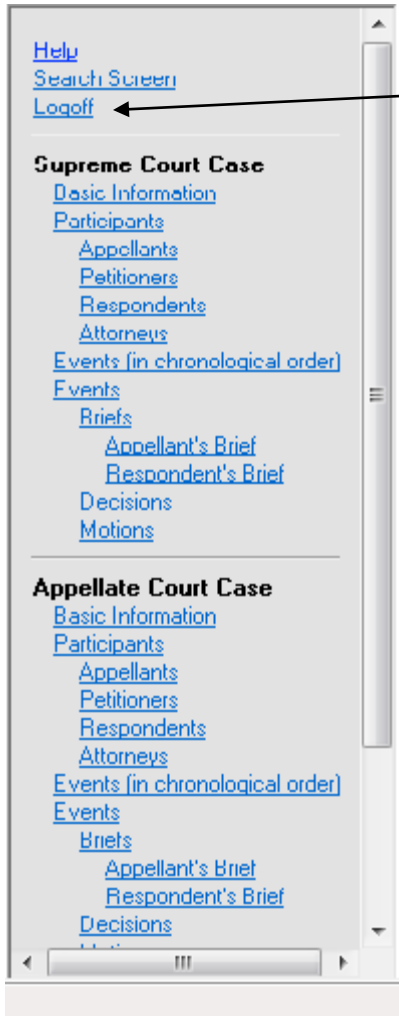 Help
Search Screen
Logoff
Supreme Court Case
Basic Information
Participants
Appellants
Petitioners
Respondents
Attorneys
Events (in chronological order)
Events
Briefs
Appellant's Brief
Respondent's Brief
Decisions
Motions
Appellate Court Case
Basic Information
Participants
Appellants
Petitioners
Respondents
Attorneys
Events (in chronological order)
Events
Briefs
Appellant's Brief
Respondent's Brief
Decisions